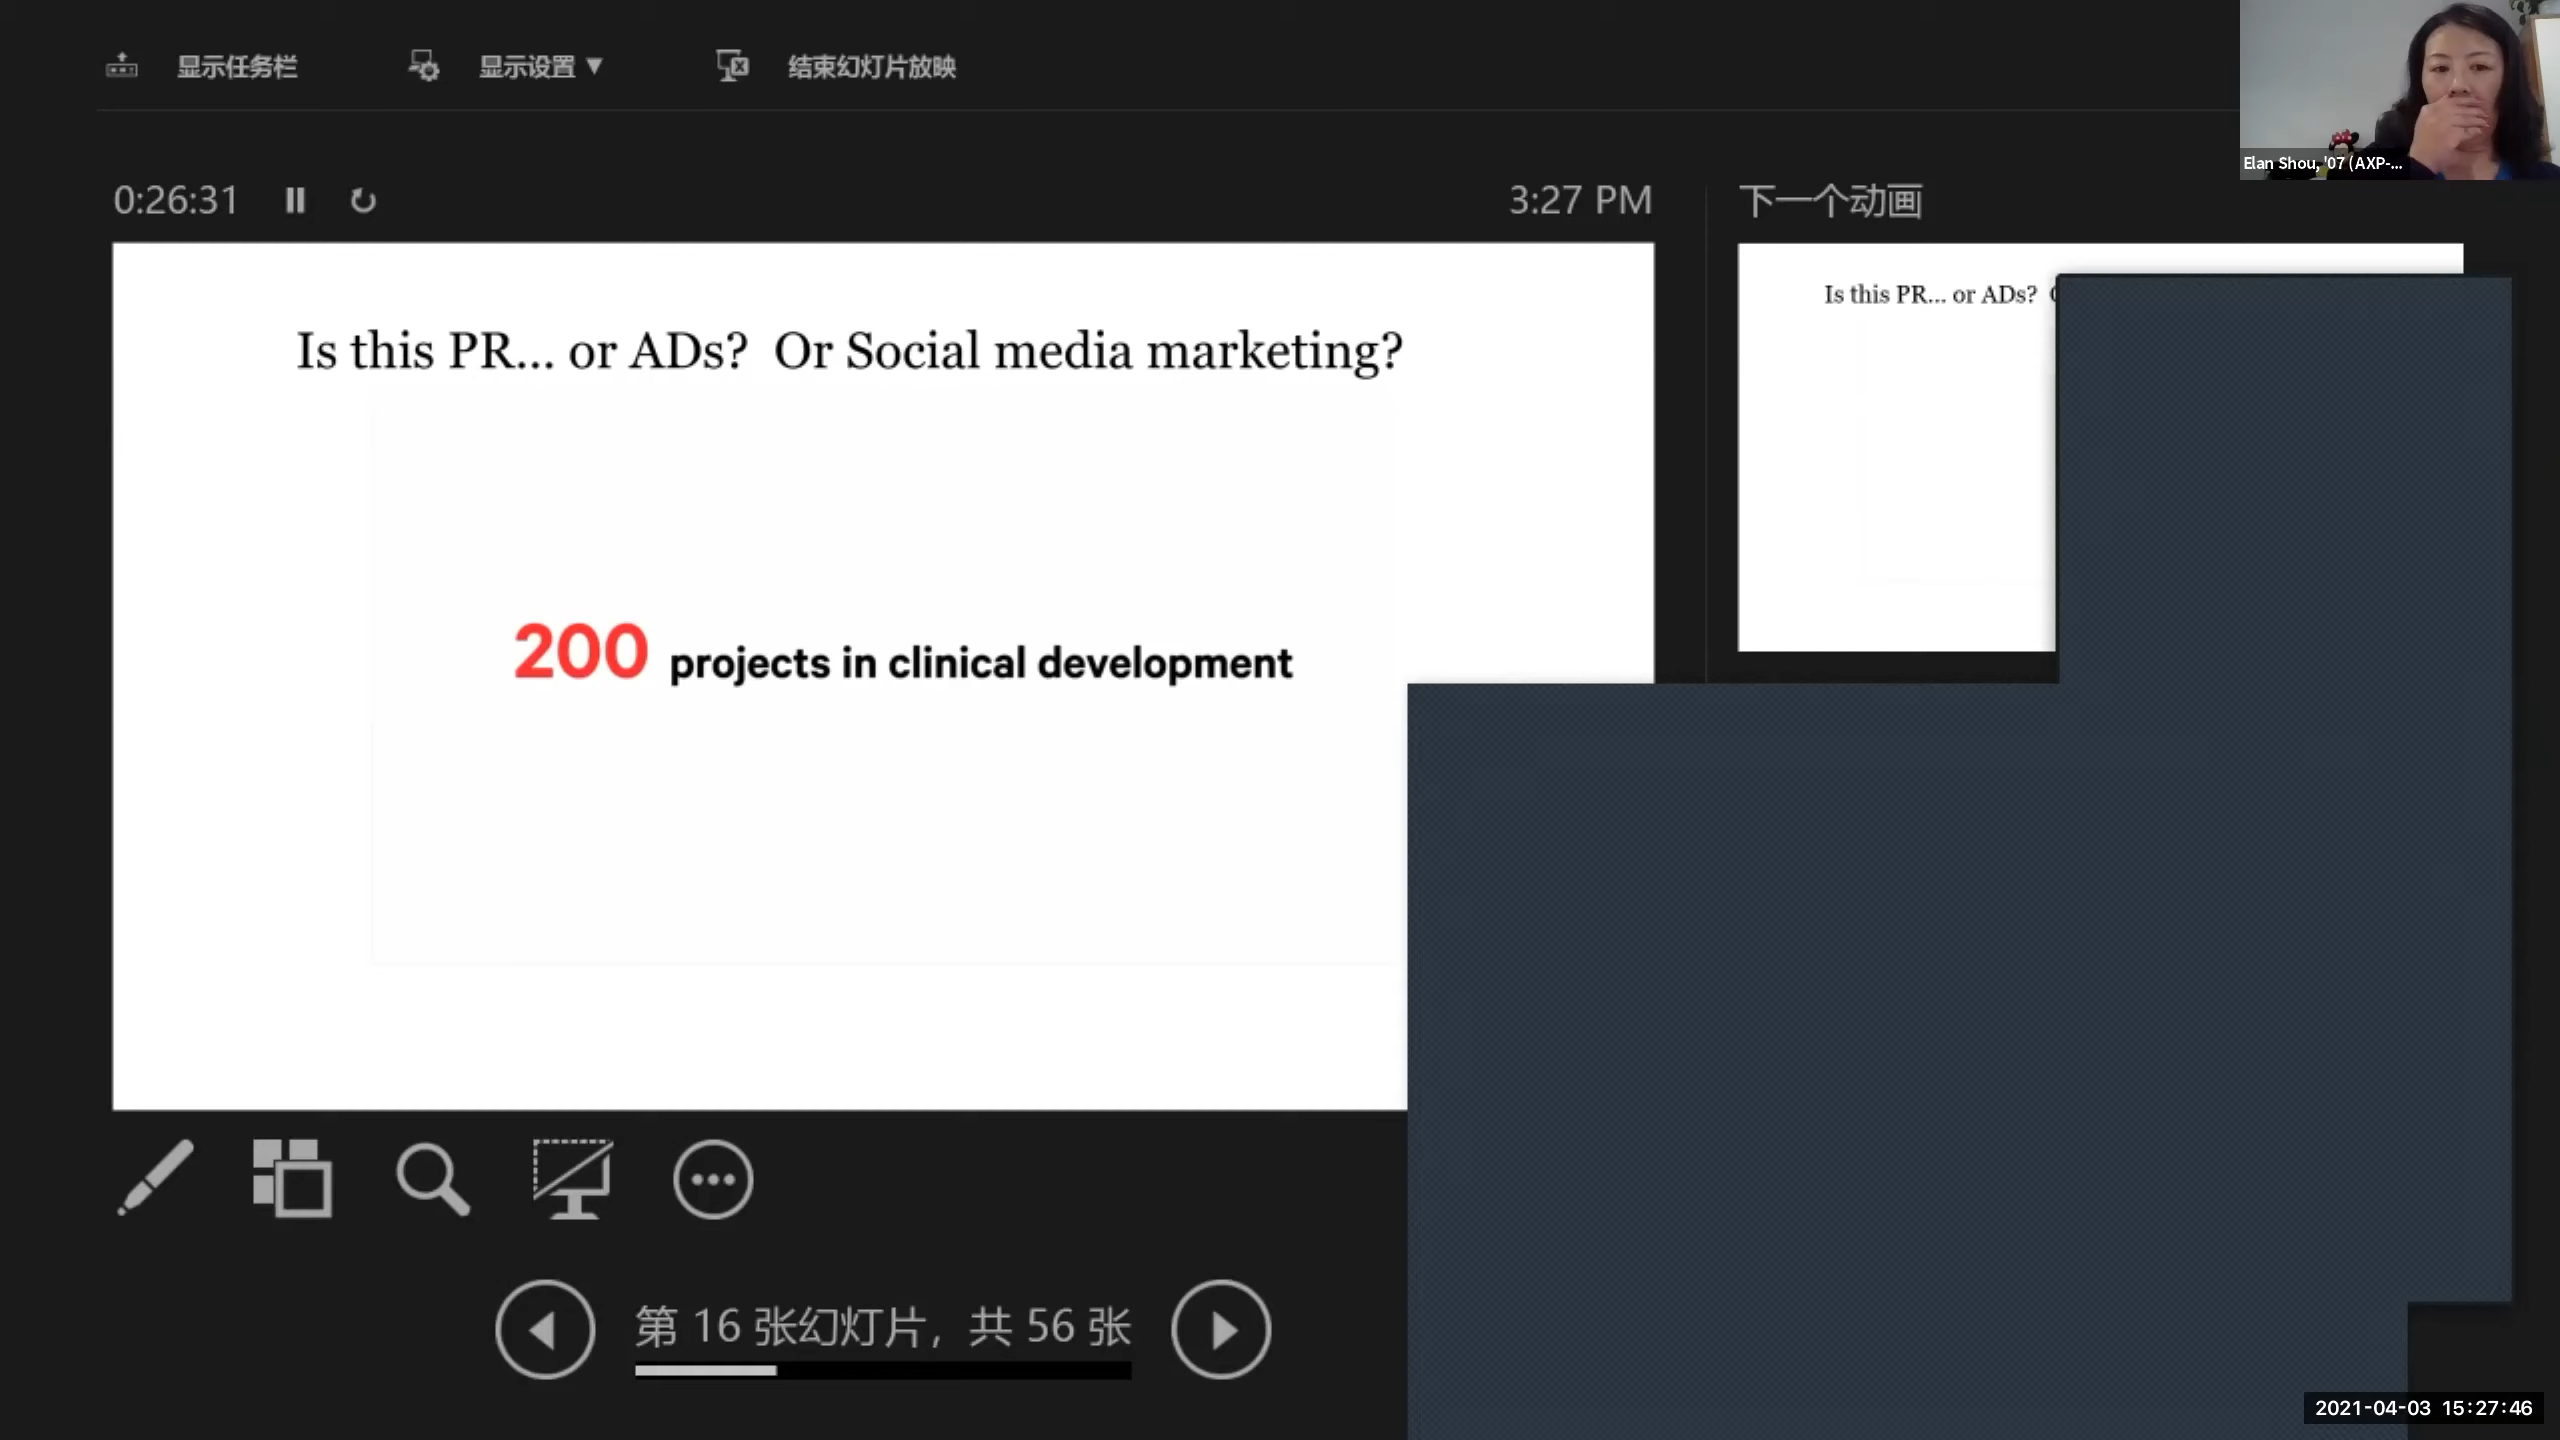 显示任务栏
显示设置 ▼
结束幻灯片放映
Elan Shou, '07 (AXP-...
0:26:31
3:27 PM
下一个动画
Is this PR... or ADs?  Or Social media marketing?
200 projects in clinical development
Is this PR... or ADs?
第 16 张幻灯片，共 56 张
2021-04-03 15:27:46